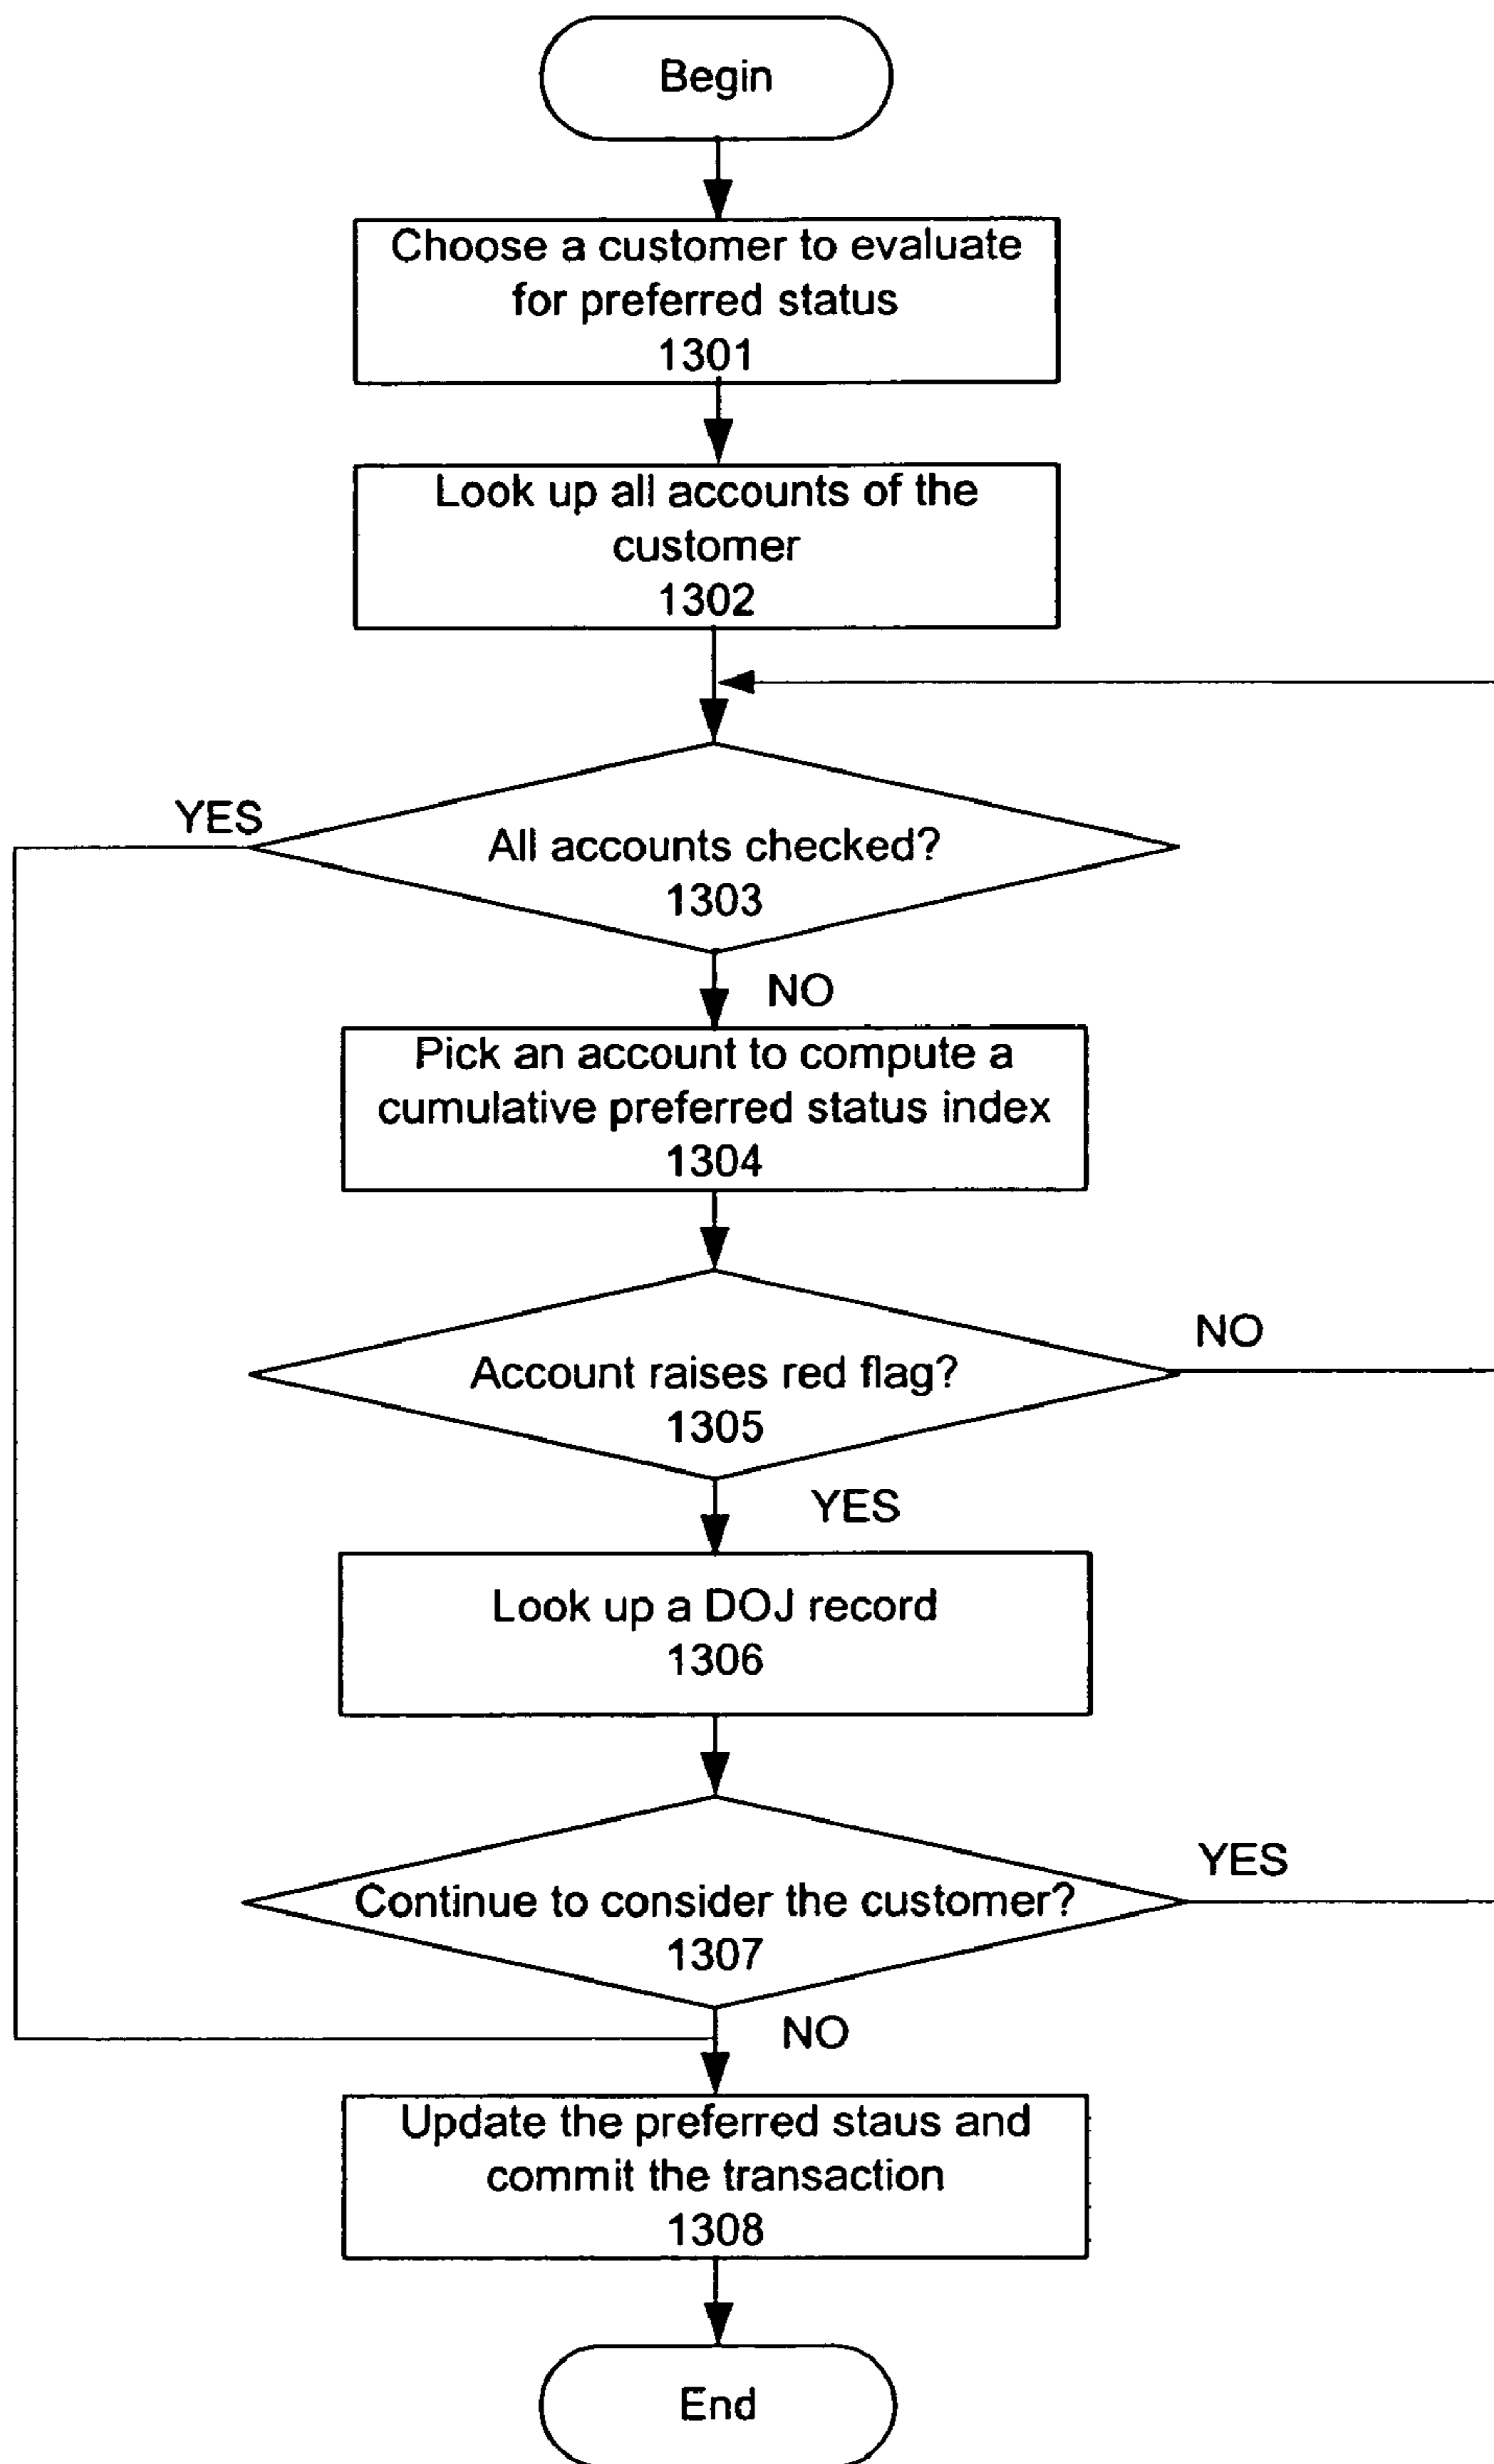 Begin
Choose a customer to evaluate
for preferred status
1301
Look up all accounts of the
customer
1302
YES
All accounts checked?
1303
NO
Pick an account to compute a
cumulative preferred status index
1304
NO
Account raises red flag?
1305
YES
Look up a DOJ record
1306
YES
Continue to consider the customer?
1307
NO
Update the preferred staus and
commit the transaction
1308
End